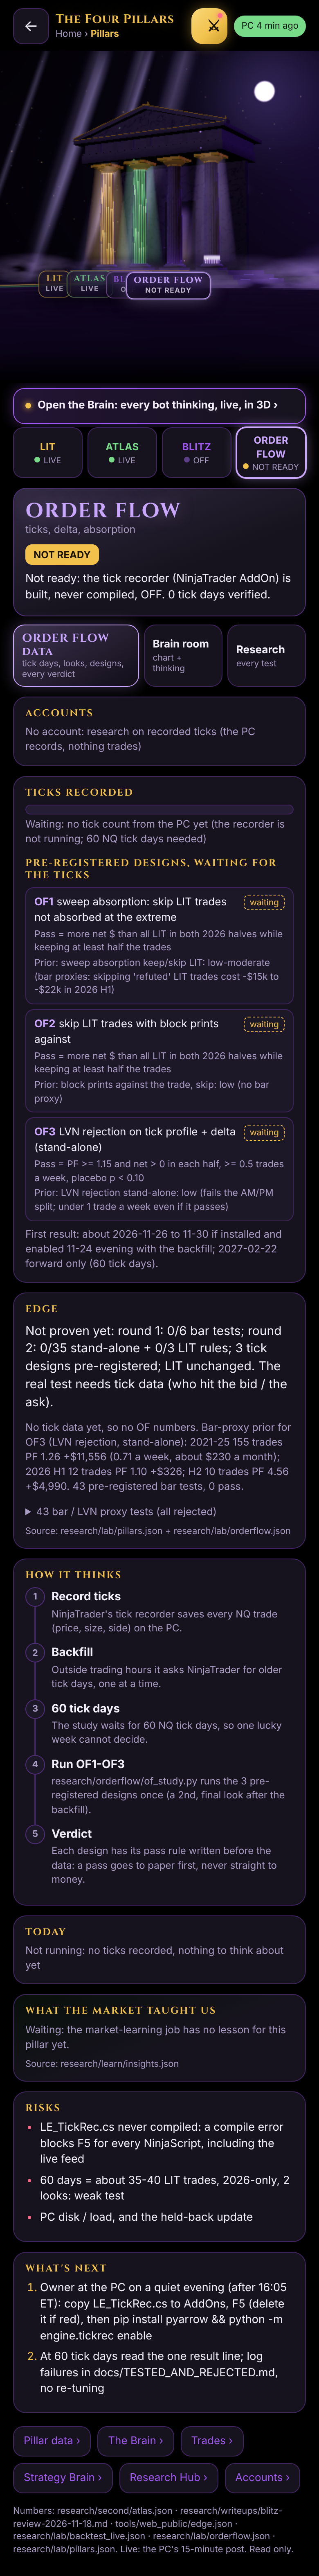 ←
THE FOUR PILLARS
Home › Pillars
⚔
PC 4 min ago
LIT
LIVE
ATLAS
LIVE
BL
O
ORDER FLOW
NOT READY
Open the Brain: every bot thinking, live, in 3D ›
LIT
LIVE
ATLAS
LIVE
BLITZ
OFF
ORDER
FLOW
NOT READY
ORDER FLOW
ticks, delta, absorption
NOT READY
Not ready: the tick recorder (NinjaTrader AddOn) is
built, never compiled, OFF. 0 tick days verified.
ORDER FLOW
DATA
tick days, looks, designs,
every verdict
Brain room
chart +
thinking
Research
every test
ACCOUNTS
No account: research on recorded ticks (the PC
records, nothing trades)
TICKS RECORDED
Waiting: no tick count from the PC yet (the recorder is
not running; 60 NQ tick days needed)
PRE-REGISTERED DESIGNS, WAITING FOR
THE TICKS
OF1 sweep absorption: skip LIT trades
not absorbed at the extreme
waiting
Pass = more net $ than all LIT in both 2026 halves while
keeping at least half the trades
Prior: sweep absorption keep/skip LIT: low-moderate
(bar proxies: skipping 'refuted' LIT trades cost -$15k to
-$22k in 2026 H1)
OF2 skip LIT trades with block prints
against
waiting
Pass = more net $ than all LIT in both 2026 halves while
keeping at least half the trades
Prior: block prints against the trade, skip: low (no bar
proxy)
OF3 LVN rejection on tick profile + delta
(stand-alone)
waiting
Pass = PF >= 1.15 and net > 0 in each half, >= 0.5 trades
a week, placebo p < 0.10
Prior: LVN rejection stand-alone: low (fails the AM/PM
split; under 1 trade a week even if it passes)
First result: about 2026-11-26 to 11-30 if installed and
enabled 11-24 evening with the backfill; 2027-02-22
forward only (60 tick days).
EDGE
Not proven yet: round 1: 0/6 bar tests; round
2: 0/35 stand-alone + 0/3 LIT rules; 3 tick
designs pre-registered; LIT unchanged. The
real test needs tick data (who hit the bid / the
ask).
No tick data yet, so no OF numbers. Bar-proxy prior for
OF3 (LVN rejection, stand-alone): 2021-25 155 trades
PF 1.26 +$11,556 (0.71 a week, about $230 a month);
2026 H1 12 trades PF 1.10 +$326; H2 10 trades PF 4.56
+$4,990. 43 pre-registered bar tests, 0 pass.
▶ 43 bar / LVN proxy tests (all rejected)
Source: research/lab/pillars.json + research/lab/orderflow.json
HOW IT THINKS
1
Record ticks
NinjaTrader's tick recorder saves every NQ trade
(price, size, side) on the PC.
2
Backfill
Outside trading hours it asks NinjaTrader for older
tick days, one at a time.
3
60 tick days
The study waits for 60 NQ tick days, so one lucky
week cannot decide.
4
Run OF1-OF3
research/orderflow/of_study.py runs the 3 pre-
registered designs once (a 2nd, final look after the
backfill).
5
Verdict
Each design has its pass rule written before the
data: a pass goes to paper first, never straight to
money.
TODAY
Not running: no ticks recorded, nothing to think about
yet
WHAT THE MARKET TAUGHT US
Waiting: the market-learning job has no lesson for this
pillar yet.
Source: research/learn/insights.json
RISKS
• LE_TickRec.cs never compiled: a compile error
blocks F5 for every NinjaScript, including the
live feed
• 60 days = about 35-40 LIT trades, 2026-only, 2
looks: weak test
• PC disk / load, and the held-back update
WHAT'S NEXT
1. Owner at the PC on a quiet evening (after 16:05
ET): copy LE_TickRec.cs to AddOns, F5 (delete
it if red), then pip install pyarrow && python -m
engine.tickrec enable
2. At 60 tick days read the one result line; log
failures in docs/TESTED_AND_REJECTED.md,
no re-tuning
Pillar data ›
The Brain ›
Trades ›
Strategy Brain ›
Research Hub ›
Accounts ›
Numbers: research/second/atlas.json · research/writeups/blitz-
review-2026-11-18.md · tools/web_public/edge.json ·
research/lab/backtest_live.json · research/lab/orderflow.json ·
research/lab/pillars.json. Live: the PC's 15-minute post. Read only.